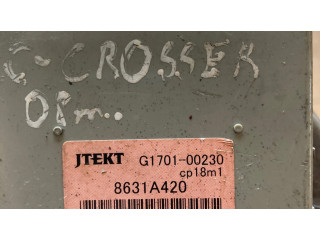 C-CROSSER
08m..
JTEKT G1701-00230
cp18m1
8631A420